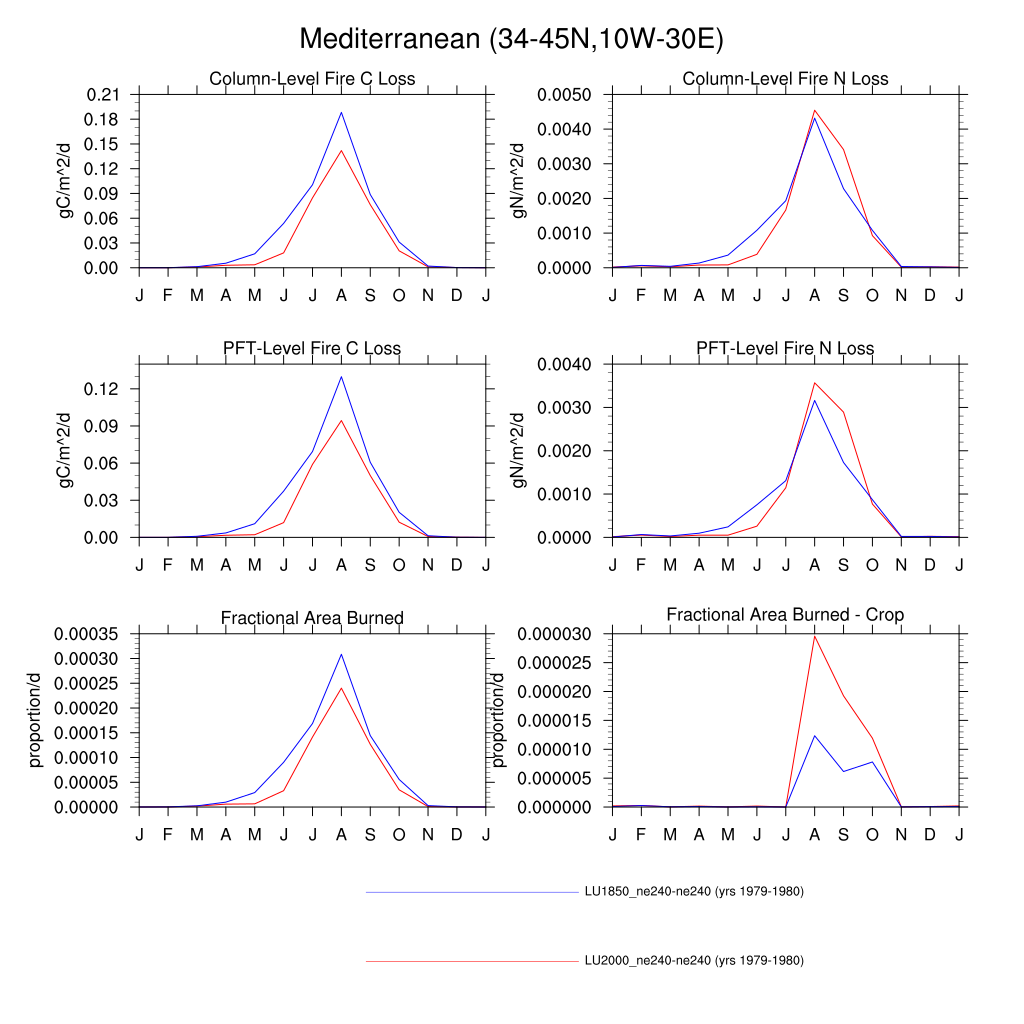 Mediterranean (34-45N,10W-30E)
Column-Level Fire C Loss
gC/m^2/d
0.21
0.18
0.15
0.12
0.09
0.06
0.03
0.00
J F M A M J J A S O N D J
Column-Level Fire N Loss
gN/m^2/d
0.0050
0.0040
0.0030
0.0020
0.0010
0.0000
J F M A M J J A S O N D J
PFT-Level Fire C Loss
gC/m^2/d
0.12
0.09
0.06
0.03
0.00
J F M A M J J A S O N D J
PFT-Level Fire N Loss
gN/m^2/d
0.0040
0.0030
0.0020
0.0010
0.0000
J F M A M J J A S O N D J
Fractional Area Burned
proportion/d
0.00035
0.00030
0.00025
0.00020
0.00015
0.00010
0.00005
0.00000
J F M A M J J A S O N D J
Fractional Area Burned - Crop
proportion/d
0.000030
0.000025
0.000020
0.000015
0.000010
0.000005
0.000000
J F M A M J J A S O N D J
LU1850_ne240-ne240 (yrs 1979-1980)
LU2000_ne240-ne240 (yrs 1979-1980)